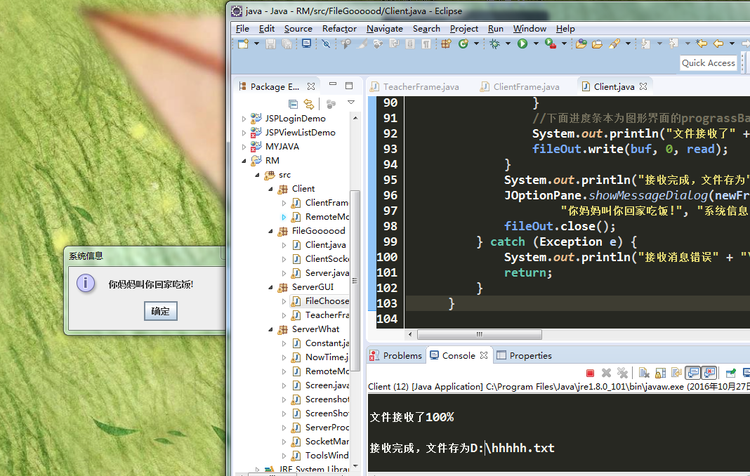 java - Java - RM/src/FileGoooood/Client.java - Eclipse
File Edit Source Refactor Navigate Search Project Run Window Help
Quick Access
Package E...
TeacherFrame.java
ClientFrame.java
Client.java
JSPLoginDemo
JSPViewListDemo
MYJAVA
RM
src
Client
ClientFram
RemoteMo
FileGoooood
Client.java
ClientSocke
Server.java
ServerGUI
FileChoose
TeacherFra
ServerWhat
Constant.ja
NowTime.j
RemoteMo
Screen.java
Screenshot
ScreenShot
ServerProc
SocketMan
ToolsWind
JRE System Library
90 }
91 //下面进度条本为图形界面的prograssBa
92 System.out.println("文件接收了" +
93 fileOut.write(buf, 0, read);
94 }
95 System.out.println("接收完成，文件存为"
96 JOptionPane.showMessageDialog(newFr
97 "你妈妈叫你回家吃饭!", "系统信息
98 fileOut.close();
99 } catch (Exception e) {
100 System.out.println("接收消息错误" + "\
101 return;
102 }
103 }
104
系统信息
你妈妈叫你回家吃饭!
确定
Problems Console Properties
Client (12) [Java Application] C:\Program Files\Java\jre1.8.0_101\bin\javaw.exe (2016年10月27日
文件接收了100%
接收完成，文件存为D:\hhhhh.txt